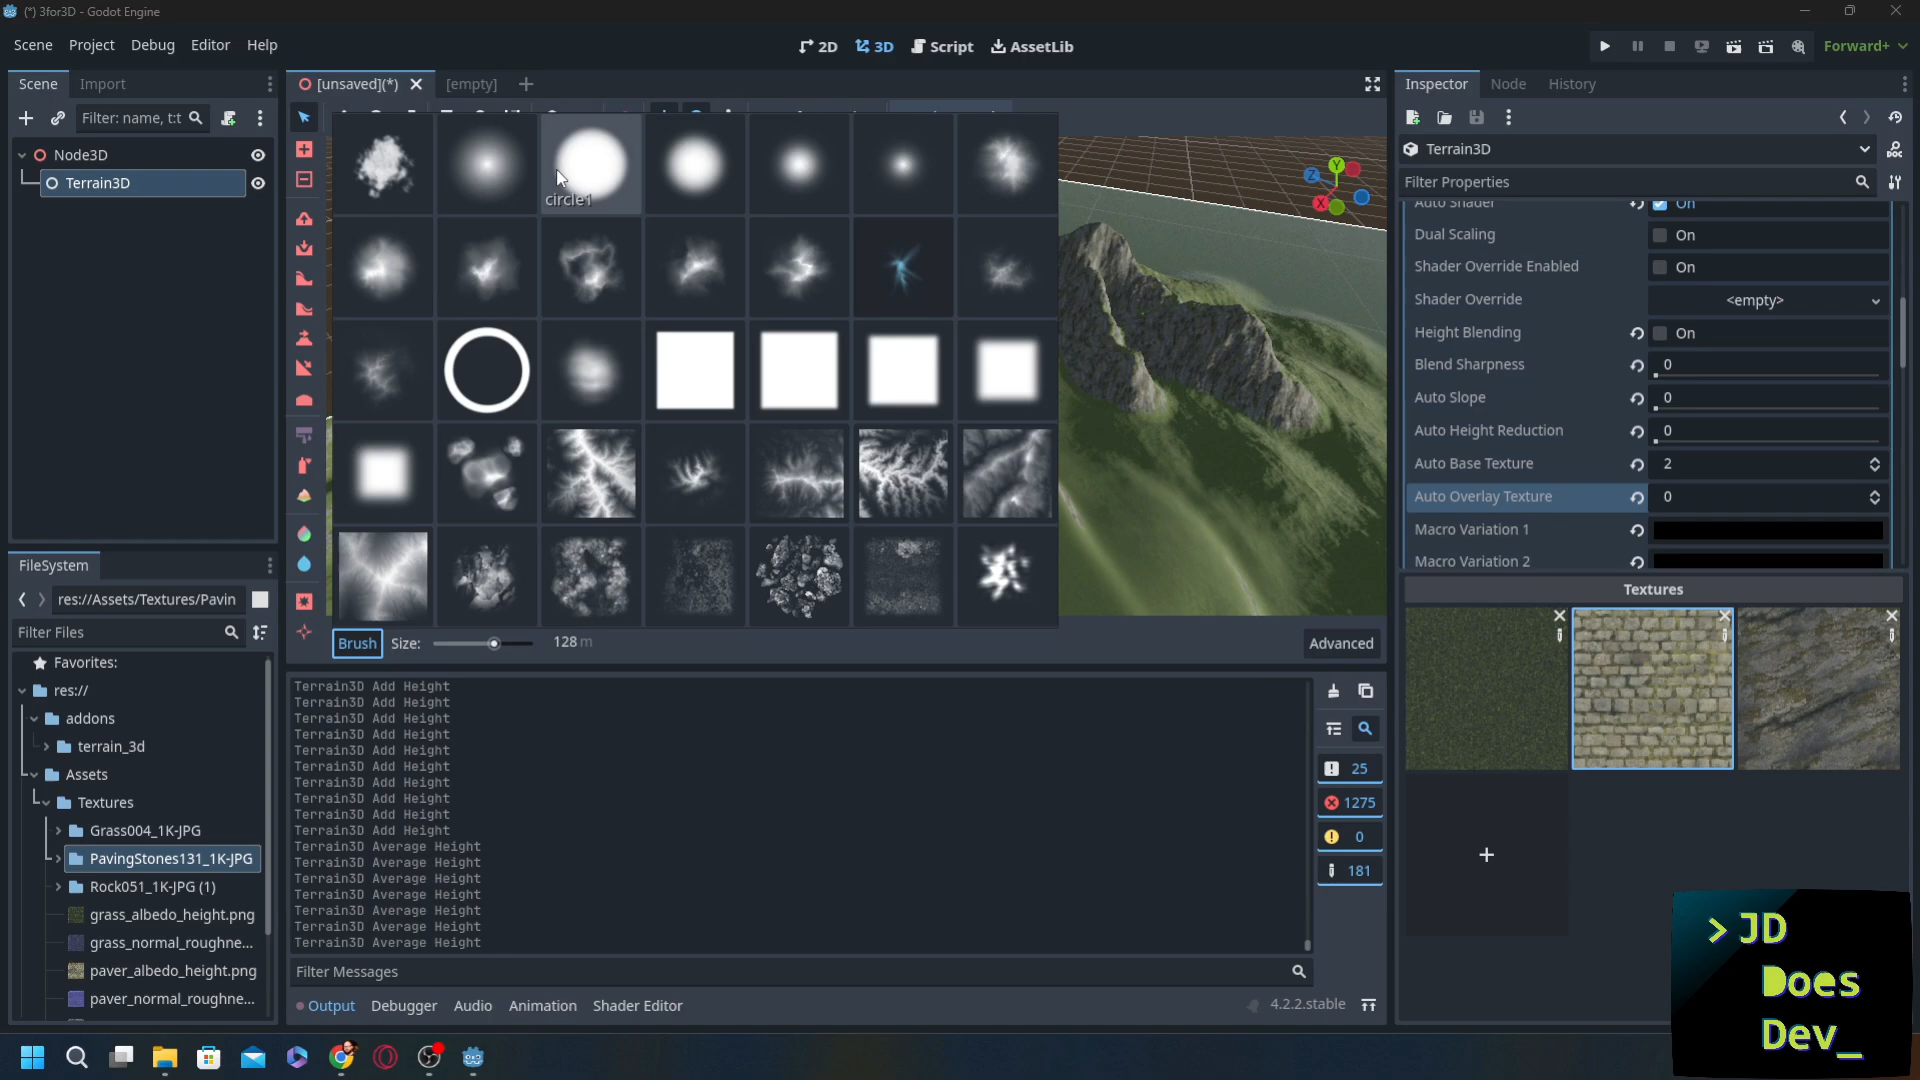 (*) 3for3D - Godot Engine
Scene Project Debug Editor Help
2D 3D Script AssetLib
Forward+
Scene Import
[unsaved](*) [empty]
Inspector Node History
Filter: name, t:t
Node3D
Terrain3D
circle1
Terrain3D
Filter Properties
Auto Shader On
Dual Scaling On
Shader Override Enabled On
Shader Override <empty>
Height Blending On
Blend Sharpness 0
Auto Slope 0
Auto Height Reduction 0
Auto Base Texture 2
Auto Overlay Texture 0
Macro Variation 1
Macro Variation 2
Textures
Y
Z
X
FileSystem
res://Assets/Textures/Pavin
Filter Files
Favorites:
res://
addons
terrain_3d
Assets
Textures
Grass004_1K-JPG
PavingStones131_1K-JPG
Rock051_1K-JPG (1)
grass_albedo_height.png
grass_normal_roughne...
paver_albedo_height.png
paver_normal_roughne...
Brush Size: 128 m Advanced
Terrain3D Add Height
Terrain3D Add Height
Terrain3D Add Height
Terrain3D Add Height
Terrain3D Add Height
Terrain3D Add Height
Terrain3D Add Height
Terrain3D Add Height
Terrain3D Add Height
Terrain3D Add Height
Terrain3D Average Height
Terrain3D Average Height
Terrain3D Average Height
Terrain3D Average Height
Terrain3D Average Height
Terrain3D Average Height
Terrain3D Average Height
25
1275
0
181
Filter Messages
Output Debugger Audio Animation Shader Editor
4.2.2.stable
> JD
Does
Dev_